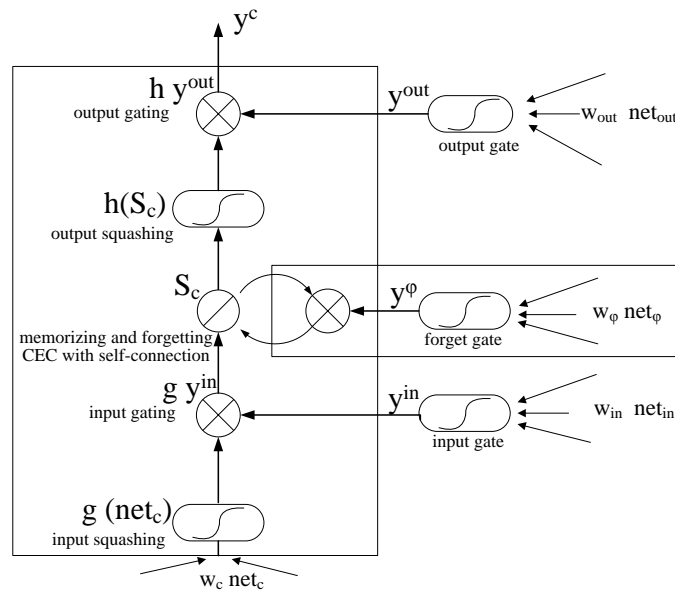 y^c
h y^out
output gating
y^out
output gate
w_out net_out
h(S_c)
output squashing
S_c
memorizing and forgetting
CEC with self-connection
y^φ
forget gate
w_φ net_φ
g y^in
input gating
y^in
input gate
w_in net_in
g (net_c)
input squashing
w_c net_c